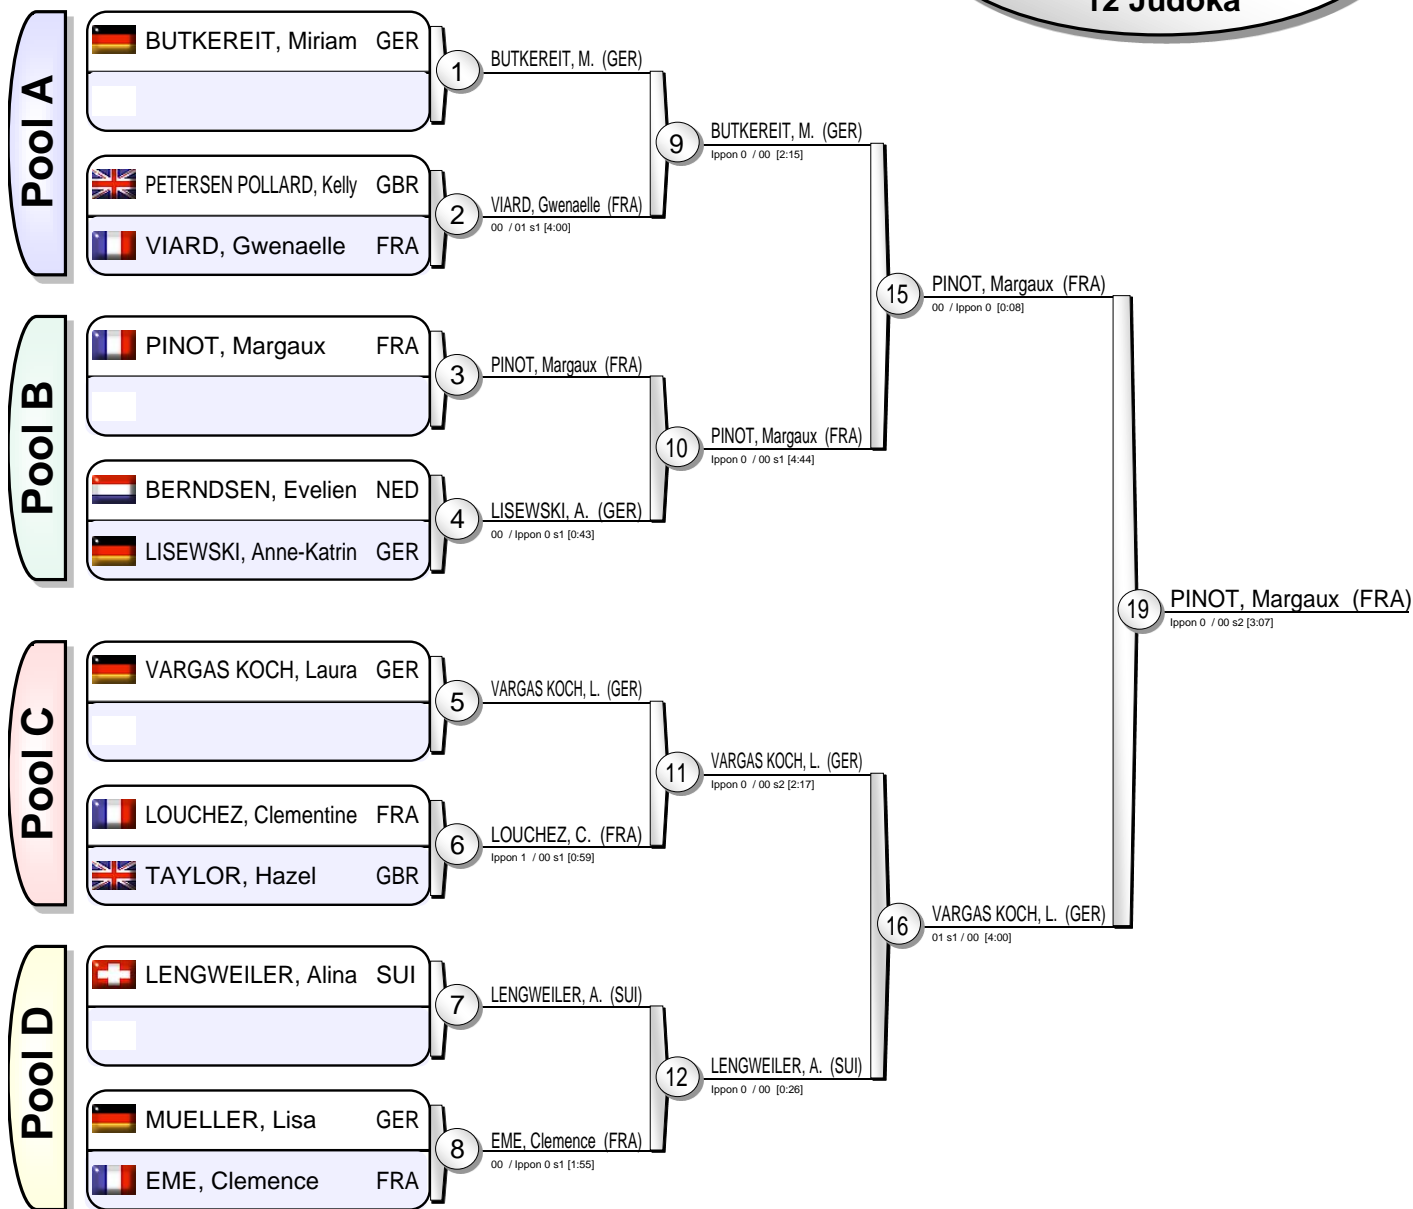 12 Judoka
Pool A
BUTKEREIT, Miriam GER
PETERSEN POLLARD, Kelly GBR
VIARD, Gwenaelle FRA
1
BUTKEREIT, M. (GER)
2
VIARD, Gwenaelle (FRA)
00 / 01 s1 [4:00]
9
BUTKEREIT, M. (GER)
Ippon 0 / 00 [2:15]
Pool B
PINOT, Margaux FRA
BERNDSEN, Evelien NED
LISEWSKI, Anne-Katrin GER
3
PINOT, Margaux (FRA)
4
LISEWSKI, A. (GER)
00 / Ippon 0 s1 [0:43]
10
PINOT, Margaux (FRA)
Ippon 0 / 00 s1 [4:44]
15
PINOT, Margaux (FRA)
00 / Ippon 0 [0:08]
Pool C
VARGAS KOCH, Laura GER
LOUCHEZ, Clementine FRA
TAYLOR, Hazel GBR
5
VARGAS KOCH, L. (GER)
6
LOUCHEZ, C. (FRA)
Ippon 1 / 00 s1 [0:59]
11
VARGAS KOCH, L. (GER)
Ippon 0 / 00 s2 [2:17]
Pool D
LENGWEILER, Alina SUI
MUELLER, Lisa GER
EME, Clemence FRA
7
LENGWEILER, A. (SUI)
8
EME, Clemence (FRA)
00 / Ippon 0 s1 [1:55]
12
LENGWEILER, A. (SUI)
Ippon 0 / 00 [0:26]
16
VARGAS KOCH, L. (GER)
01 s1 / 00 [4:00]
19
PINOT, Margaux (FRA)
Ippon 0 / 00 s2 [3:07]